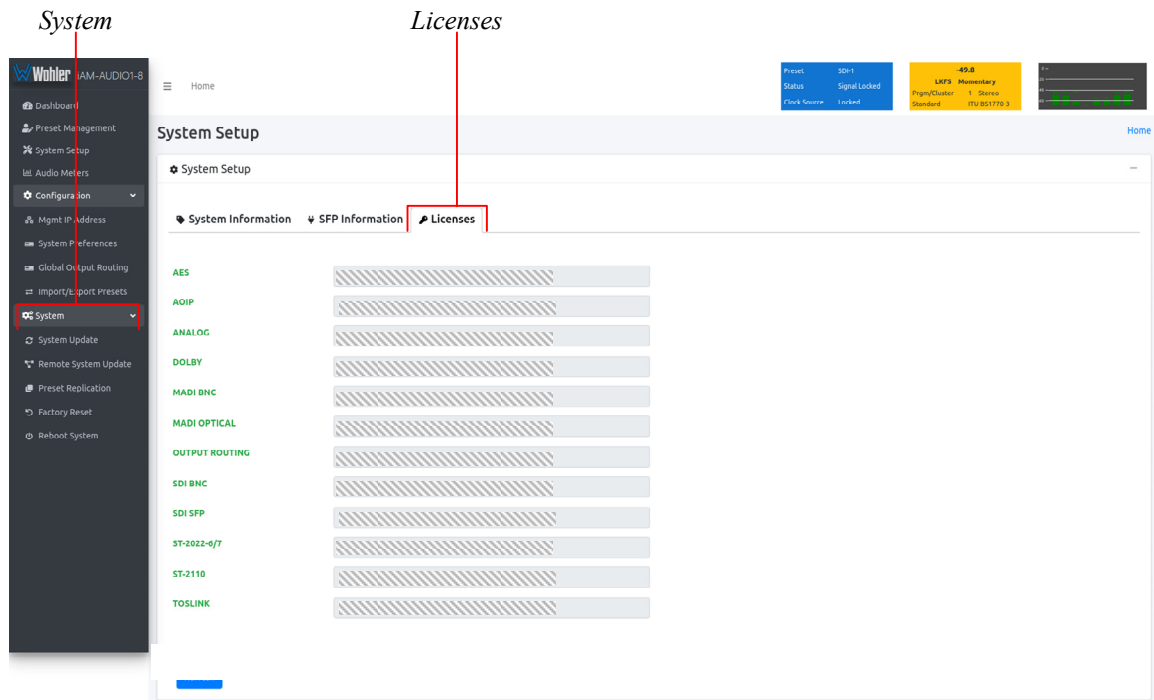 System
Licenses
Wohler iAM-AUDIO1-8
Dashboard
Preset Management
System Setup
Audio Meters
Configuration
Mgmt IP Address
System Preferences
Global Output Routing
Import/Export Presets
System
System Update
Remote System Update
Preset Replication
Factory Reset
Reboot System
Home
Preset SDI-1
Status Signal Locked
Clock Source Locked
-49.8
LKFS Momentary
Prgm/Cluster 1 Stereo
Standard ITU BS1770 3
System Setup
Home
System Setup
System Information
SFP Information
Licenses
AES
AOIP
ANALOG
DOLBY
MADI BNC
MADI OPTICAL
OUTPUT ROUTING
SDI BNC
SDI SFP
ST-2022-6/7
ST-2110
TOSLINK